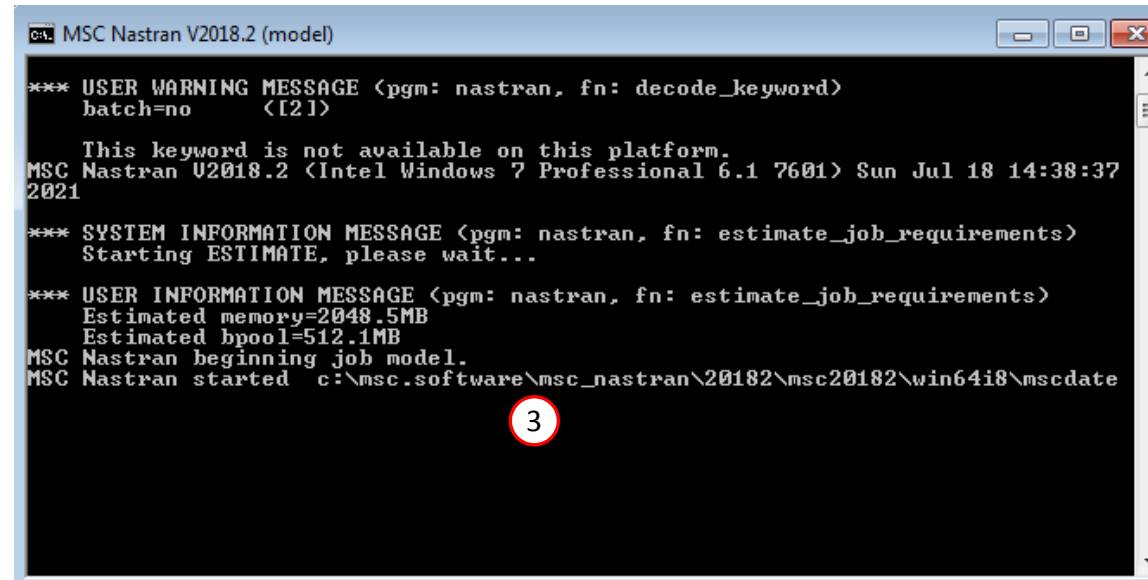 MSC Nastran V2018.2 (model)
*** USER WARNING MESSAGE (pgm: nastran, fn: decode_keyword)
batch=no ([2])
This keyword is not available on this platform.
MSC Nastran V2018.2 (Intel Windows 7 Professional 6.1 7601) Sun Jul 18 14:38:37
2021
*** SYSTEM INFORMATION MESSAGE (pgm: nastran, fn: estimate_job_requirements)
Starting ESTIMATE, please wait...
*** USER INFORMATION MESSAGE (pgm: nastran, fn: estimate_job_requirements)
Estimated memory=2048.5MB
Estimated bpool=512.1MB
MSC Nastran beginning job model.
MSC Nastran started c:\msc.software\msc_nastran\20182\msc20182\win64i8\mscdate
3